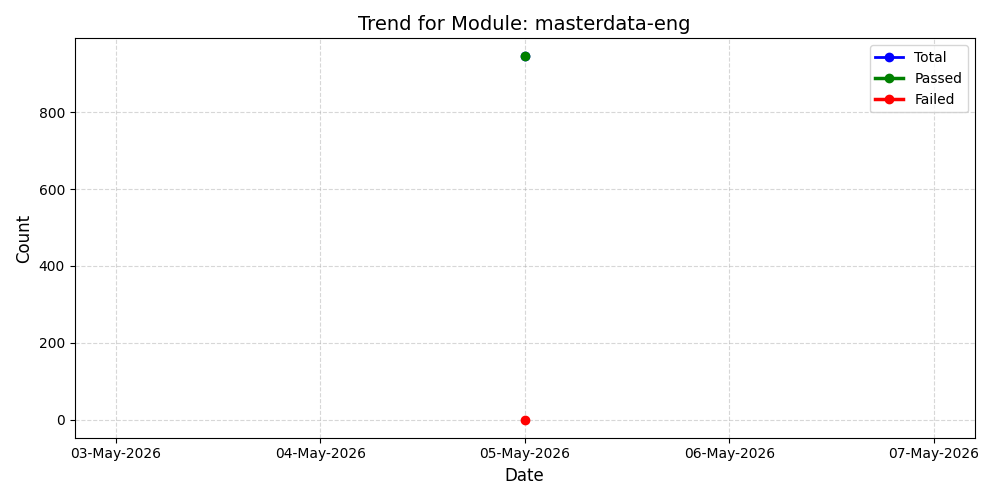 Trend for Module: masterdata-eng
Total
Passed
Failed
800
600
400
200
0
Count
03-May-2026
04-May-2026
05-May-2026
06-May-2026
07-May-2026
Date